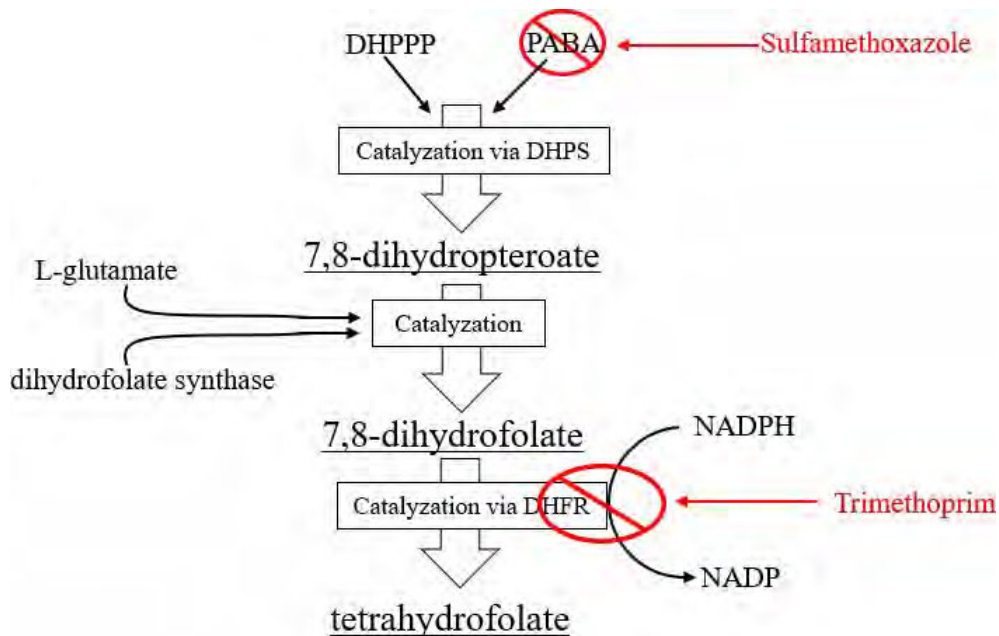 DHPPP
PABA
Sulfamethoxazole
Catalyzation via DHPS
7,8-dihydropteroate
L-glutamate
Catalyzation
dihydrofolate synthase
7,8-dihydrofolate
NADPH
Catalyzation via DHFR
Trimethoprim
NADP
tetrahydrofolate